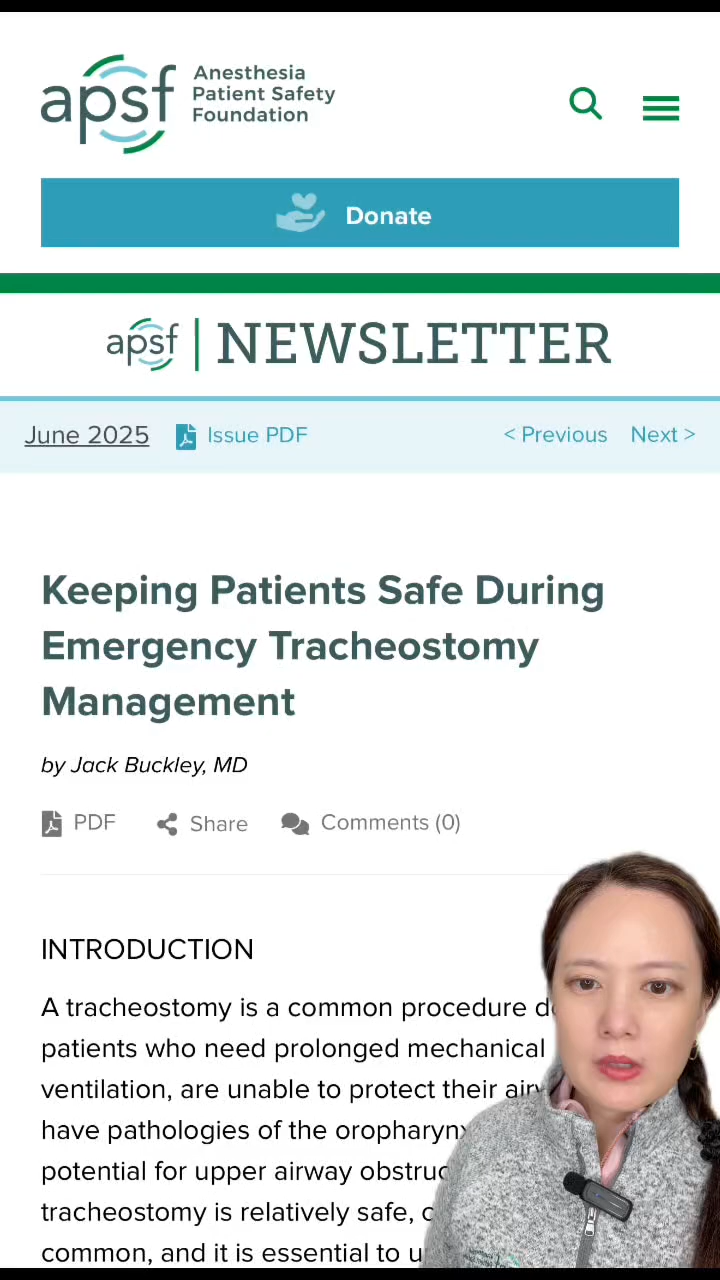 apsf
Anesthesia
Patient Safety
Foundation
Donate
apsf | NEWSLETTER
June 2025 Issue PDF < Previous Next >
Keeping Patients Safe During
Emergency Tracheostomy
Management
by Jack Buckley, MD
PDF Share Comments (0)
INTRODUCTION
A tracheostomy is a common procedure
patients who need prolonged mechanical
ventilation, are unable to protect their
have pathologies of the
potential for upper airway
tracheostomy is relatively safe,
common, and it is essential to